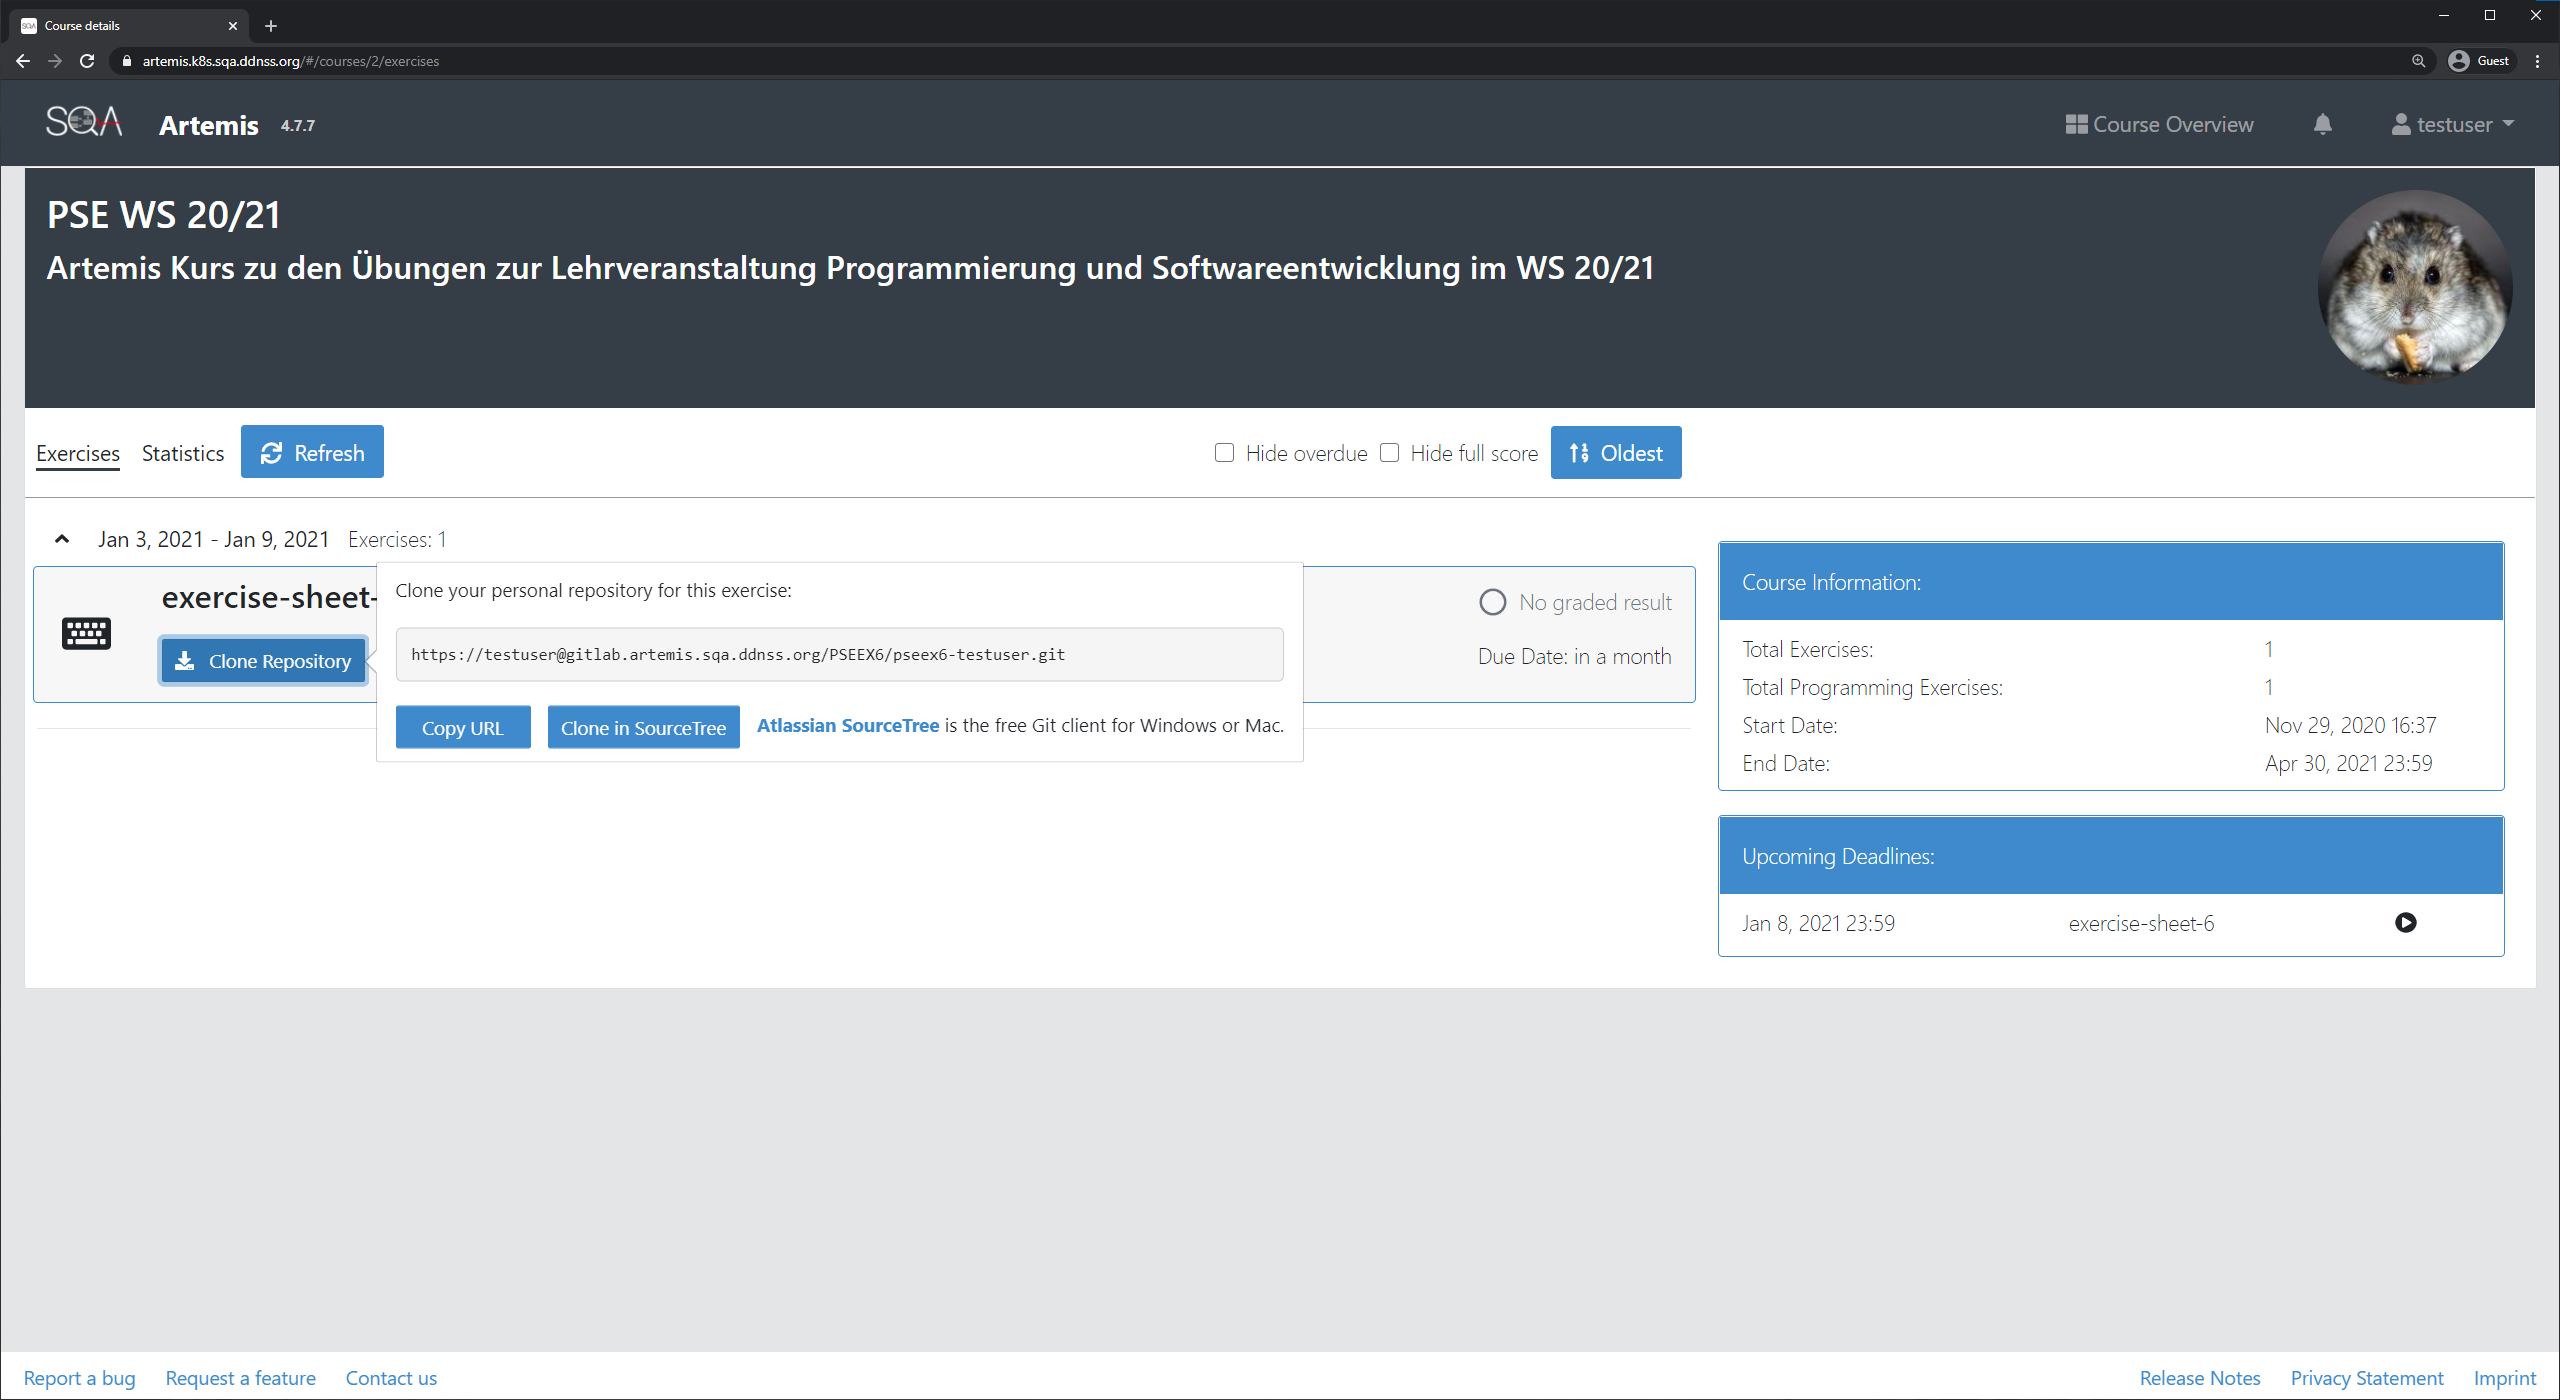 Course details
artemis.k8s.sqa.ddnss.org/#/courses/2/exercises
Guest
SQA
Artemis 4.7.7
Course Overview
testuser
PSE WS 20/21
Artemis Kurs zu den Übungen zur Lehrveranstaltung Programmierung und Softwareentwicklung im WS 20/21
Exercises Statistics Refresh
Hide overdue Hide full score Oldest
Jan 3, 2021 - Jan 9, 2021 Exercises: 1
exercise-sheet-
Clone Repository
Clone your personal repository for this exercise:
https://testuser@gitlab.artemis.sqa.ddnss.org/PSEEX6/pseex6-testuser.git
Copy URL Clone in SourceTree Atlassian SourceTree is the free Git client for Windows or Mac.
No graded result
Due Date: in a month
Course Information:
Total Exercises: 1
Total Programming Exercises: 1
Start Date: Nov 29, 2020 16:37
End Date: Apr 30, 2021 23:59
Upcoming Deadlines:
Jan 8, 2021 23:59 exercise-sheet-6
Report a bug Request a feature Contact us
Release Notes Privacy Statement Imprint